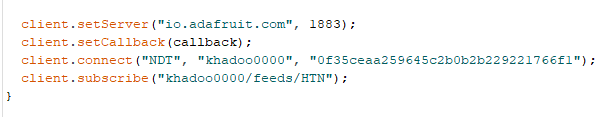 client.setServer("io.adafruit.com", 1883);
client.setCallback(callback);
client.connect("NDT", "khadoo0000", "0f35ceaa259645c2b0b2b229221766f1");
client.subscribe("khadoo0000/feeds/HTN");
}